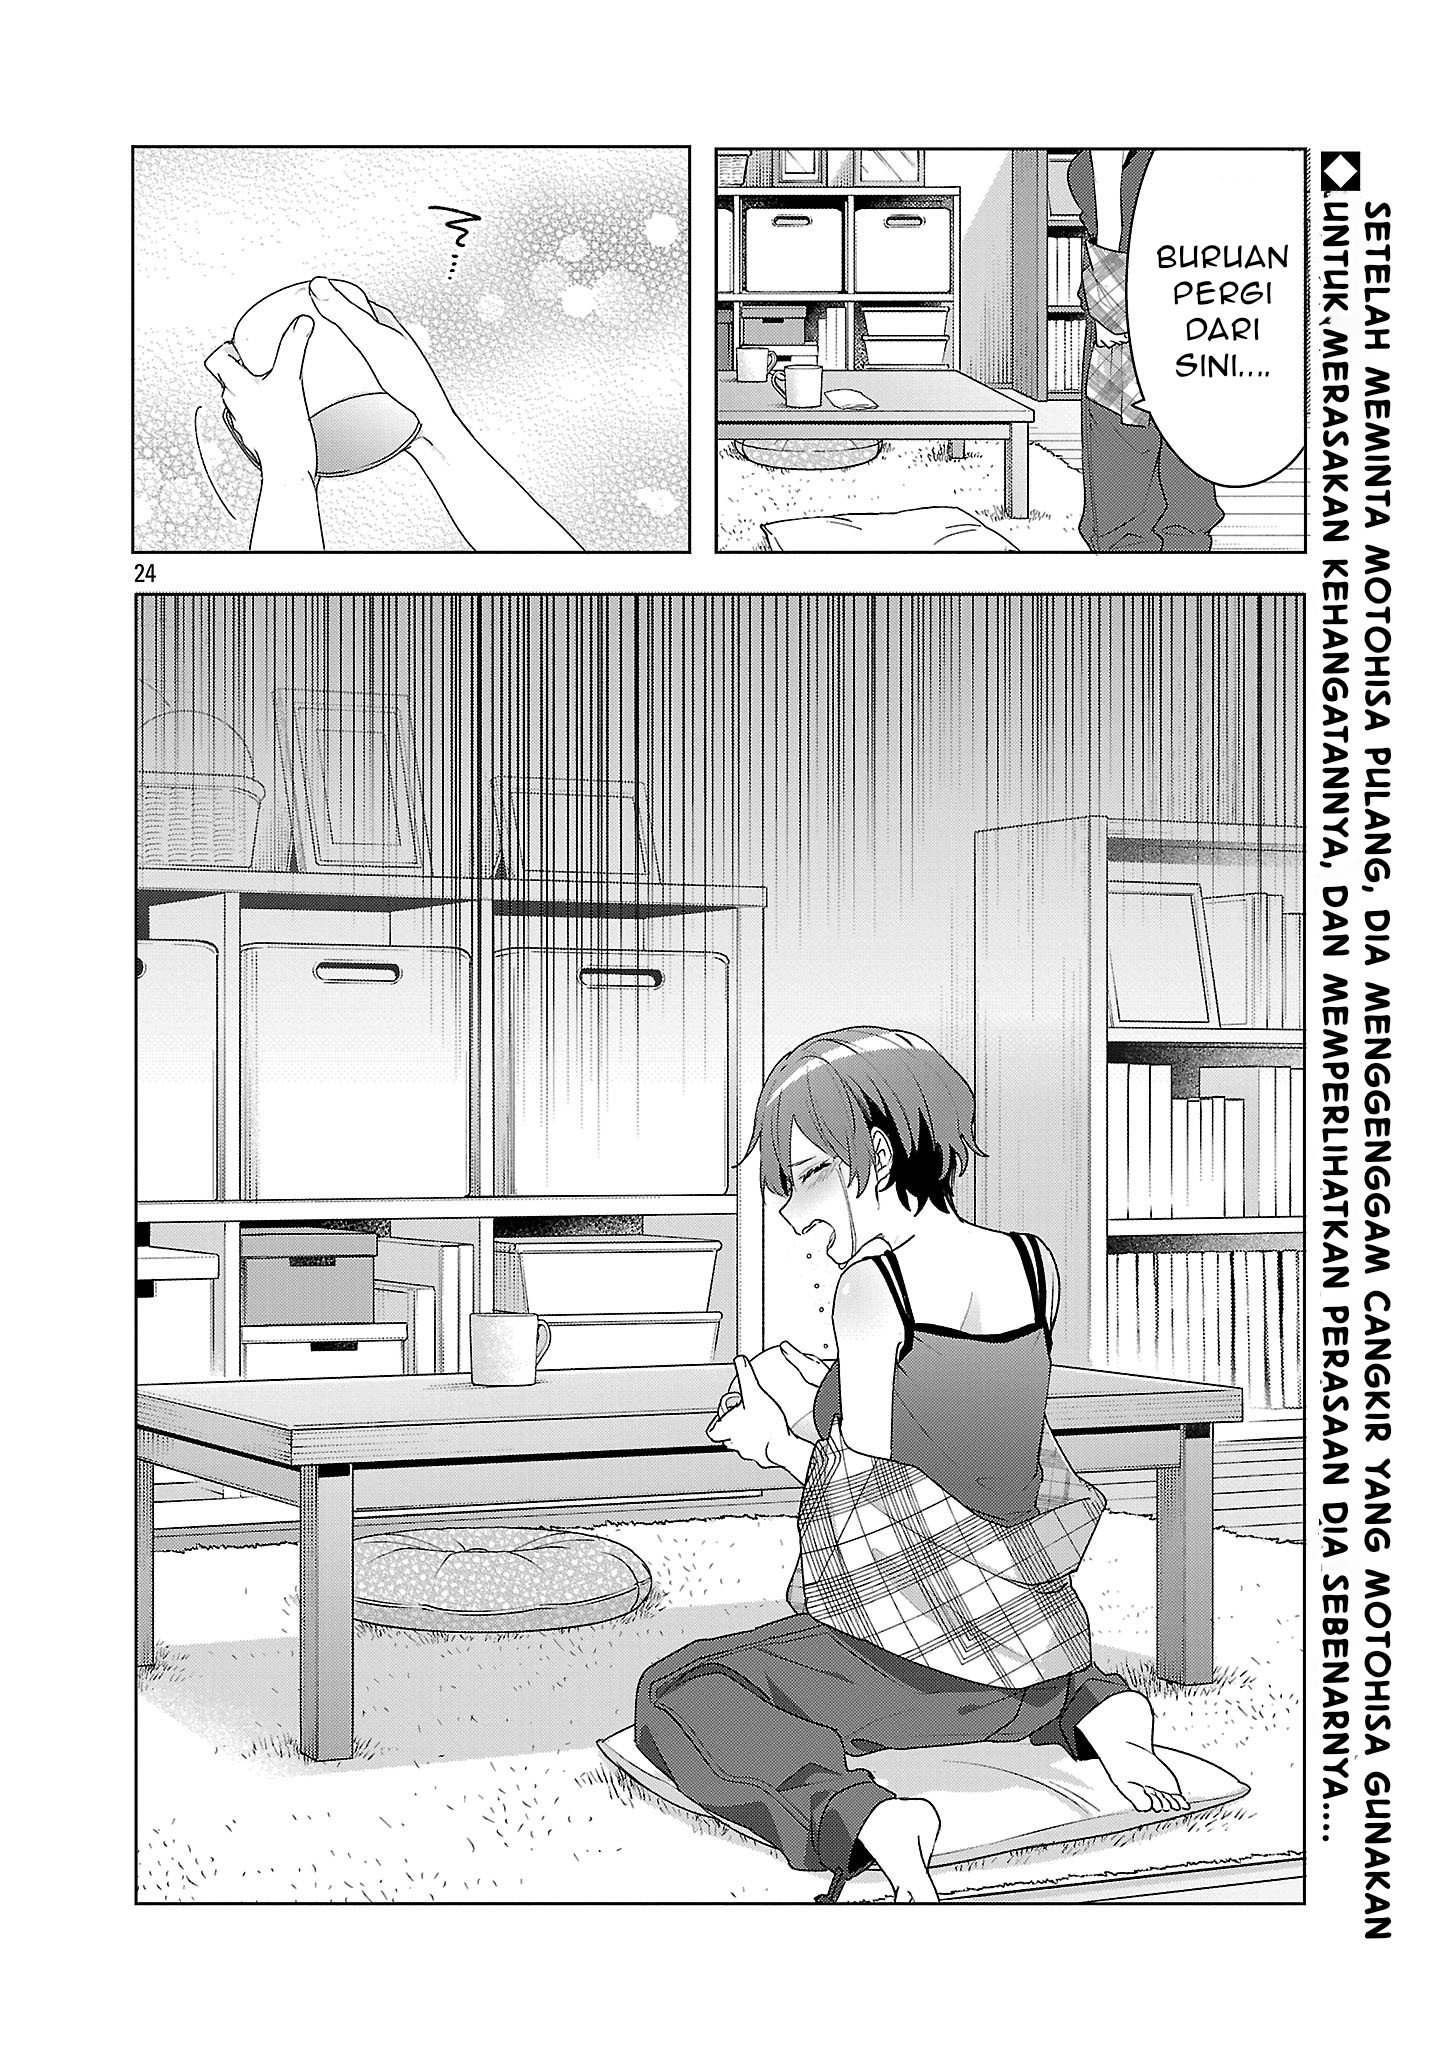 SETELAH MEMINTA MOTOHISA PULANG, DIA MENGGENGGAM CANGKIR YANG MOTOHISA GUNAKAN
UNTUK MERASAKAN KEHANGATANNYA, DAN MEMPERLIHATKAN PERASAAN DIA SEBENARNYA....
BURUAN
PERGI
DARI
SINI....
24